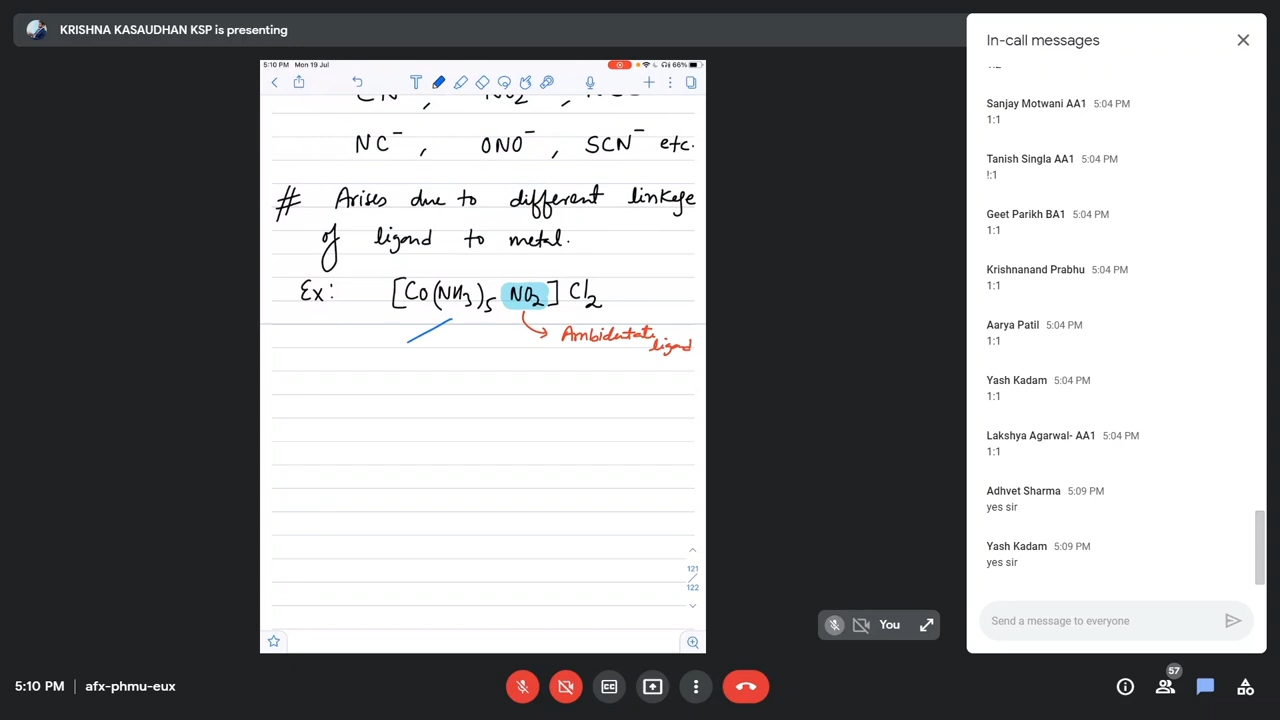 KRISHNA KASAUDHAN KSP is presenting
In-call messages
5:10 PM Mon 19 Jul
66%
NC⁻ , ONO⁻ , SCN⁻ etc.
# Arises due to different linkege
of ligand to metal.
Ex: [Co(NH₃)₅ NO₂] Cl₂
Ambidentate
ligand
121
122
Sanjay Motwani AA1 5:04 PM
1:1
Tanish Singla AA1 5:04 PM
!:1
Geet Parikh BA1 5:04 PM
1:1
Krishnanand Prabhu 5:04 PM
1:1
Aarya Patil 5:04 PM
1:1
Yash Kadam 5:04 PM
1:1
Lakshya Agarwal- AA1 5:04 PM
1:1
Adhvet Sharma 5:09 PM
yes sir
Yash Kadam 5:09 PM
yes sir
Send a message to everyone
You
5:10 PM | afx-phmu-eux
57